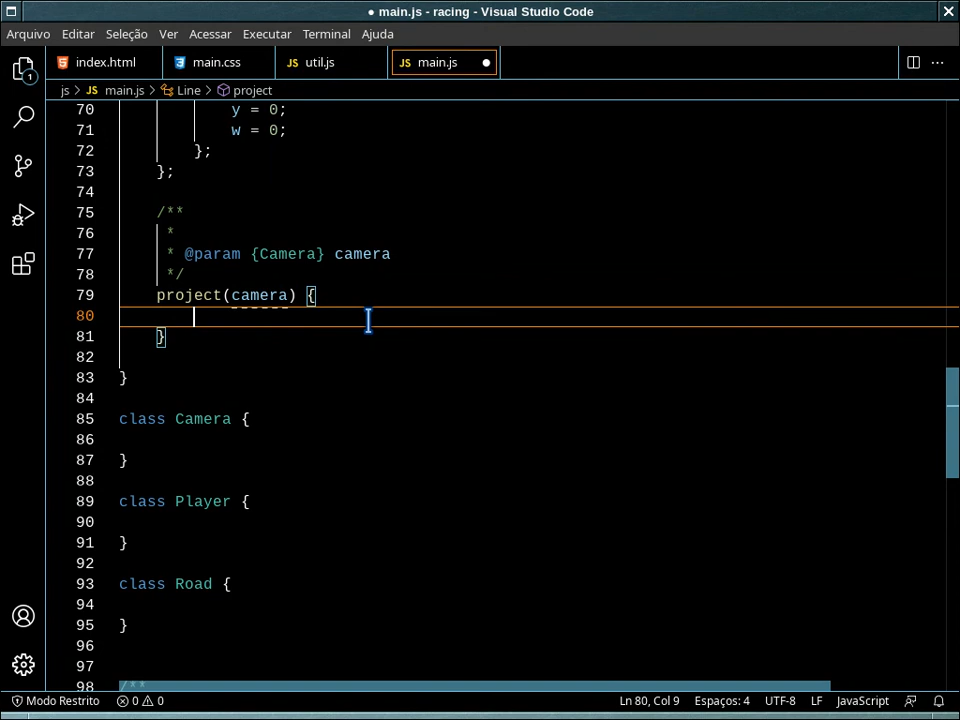 ● main.js - racing - Visual Studio Code
Arquivo Editar Seleção Ver Acessar Executar Terminal Ajuda
index.html main.css JS util.js JS main.js ●
js > JS main.js > Line > project
70 y = 0;
71 w = 0;
72 };
73 };
74
75 /**
76 *
77 * @param {Camera} camera
78 */
79 project(camera) {
80
81 }
82
83 }
84
85 class Camera {
86
87 }
88
89 class Player {
90
91 }
92
93 class Road {
94
95 }
96
97
98 /**
1
Modo Restrito 0 0 Ln 80, Col 9 Espaços: 4 UTF-8 LF JavaScript